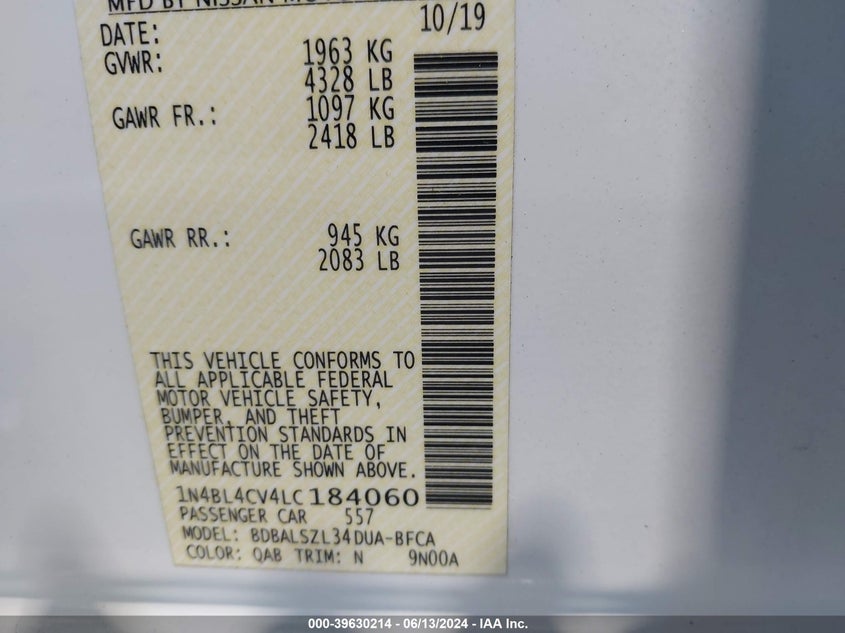 MFD BY NISSAN
DATE: 10/19
GVWR: 1963 KG
4328 LB
GAWR FR.: 1097 KG
2418 LB
GAWR RR.: 945 KG
2083 LB
THIS VEHICLE CONFORMS TO
ALL APPLICABLE FEDERAL
MOTOR VEHICLE SAFETY,
BUMPER, AND THEFT
PREVENTION STANDARDS IN
EFFECT ON THE DATE OF
MANUFACTURE SHOWN ABOVE.
1N4BL4CV4LC184060
PASSENGER CAR 557
MODEL: BDBALSZL34DUA-BFCA
COLOR: QAB TRIM: N 9N00A
000-39630214 - 06/13/2024 - IAA Inc.